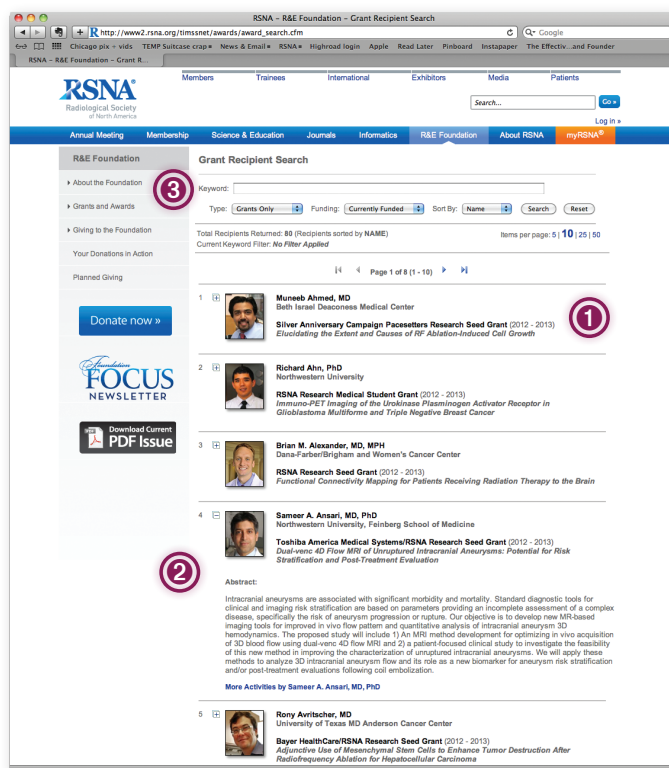 RSNA – R&E Foundation – Grant Recipient Search
http://www2.rsna.org/timssnet/awards/award_search.cfm
Google
Chicago pix + vids TEMP Suitcase crap News & Email RSNA Highroad login Apple Read Later Pinboard Instapaper The Effectiv...and Founder
RSNA – R&E Foundation – Grant R...
Members Trainees International Exhibitors Media Patients
RSNA®
Radiological Society
of North America
Search... Go »
Log in »
Annual Meeting Membership Science & Education Journals Informatics R&E Foundation About RSNA myRSNA®
R&E Foundation
About the Foundation
Grants and Awards
Giving to the Foundation
Your Donations in Action
Planned Giving
Donate now »
Foundation
FOCUS
NEWSLETTER
Download Current
PDF Issue
Grant Recipient Search
3
Keyword:
Type: Grants Only Funding: Currently Funded Sort By: Name Search Reset
Total Recipients Returned: 80 (Recipients sorted by NAME) Items per page: 5 | 10 | 25 | 50
Current Keyword Filter: No Filter Applied
Page 1 of 8 (1 - 10)
1
1 Muneeb Ahmed, MD
Beth Israel Deaconess Medical Center
Silver Anniversary Campaign Pacesetters Research Seed Grant (2012 - 2013)
Elucidating the Extent and Causes of RF Ablation-Induced Cell Growth
2 Richard Ahn, PhD
Northwestern University
RSNA Research Medical Student Grant (2012 - 2013)
Immuno-PET Imaging of the Urokinase Plasminogen Activator Receptor in
Glioblastoma Multiforme and Triple Negative Breast Cancer
3 Brian M. Alexander, MD, MPH
Dana-Farber/Brigham and Women's Cancer Center
RSNA Research Seed Grant (2012 - 2013)
Functional Connectivity Mapping for Patients Receiving Radiation Therapy to the Brain
4 Sameer A. Ansari, MD, PhD
Northwestern University, Feinberg School of Medicine
Toshiba America Medical Systems/RSNA Research Seed Grant (2012 - 2013)
Dual-venc 4D Flow MRI of Unruptured Intracranial Aneurysms: Potential for Risk
Stratification and Post-Treatment Evaluation
2
Abstract:
Intracranial aneurysms are associated with significant morbidity and mortality. Standard diagnostic tools for
clinical and imaging risk stratification are based on parameters providing an incomplete assessment of a complex
disease, specifically the risk of aneurysm progression or rupture. Our objective is to develop new MR-based
imaging tools for improved in vivo flow pattern and quantitative analysis of intracranial aneurysm 3D
hemodynamics. The proposed study will include 1) An MRI method development for optimizing in vivo acquisition
of 3D blood flow using dual-venc 4D flow MRI and 2) a patient-focused clinical study to investigate the feasibility
of this new method in improving the characterization of unruptured intracranial aneurysms. We will apply these
methods to analyze 3D intracranial aneurysm flow and its role as a new biomarker for aneurysm risk stratification
and/or post-treatment evaluations following coil embolization.
More Activities by Sameer A. Ansari, MD, PhD
5 Rony Avritscher, MD
University of Texas MD Anderson Cancer Center
Bayer HealthCare/RSNA Research Seed Grant (2012 - 2013)
Adjunctive Use of Mesenchymal Stem Cells to Enhance Tumor Destruction After
Radiofrequency Ablation for Hepatocellular Carcinoma